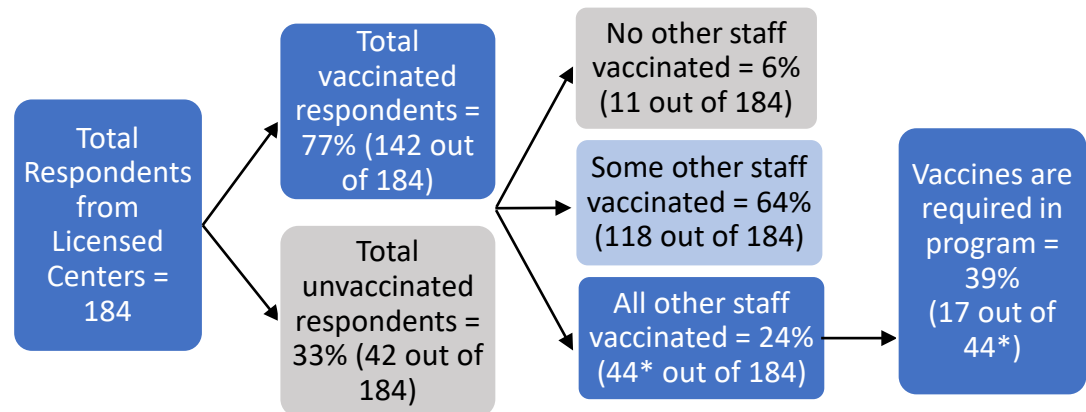 Total
Respondents
from
Licensed
Centers =
184
Total
vaccinated
respondents =
77% (142 out
of 184)
Total
unvaccinated
respondents =
33% (42 out of
184)
No other staff
vaccinated = 6%
(11 out of 184)
Some other staff
vaccinated = 64%
(118 out of 184)
All other staff
vaccinated = 24%
(44* out of 184)
Vaccines are
required in
program =
39%
(17 out of
44*)